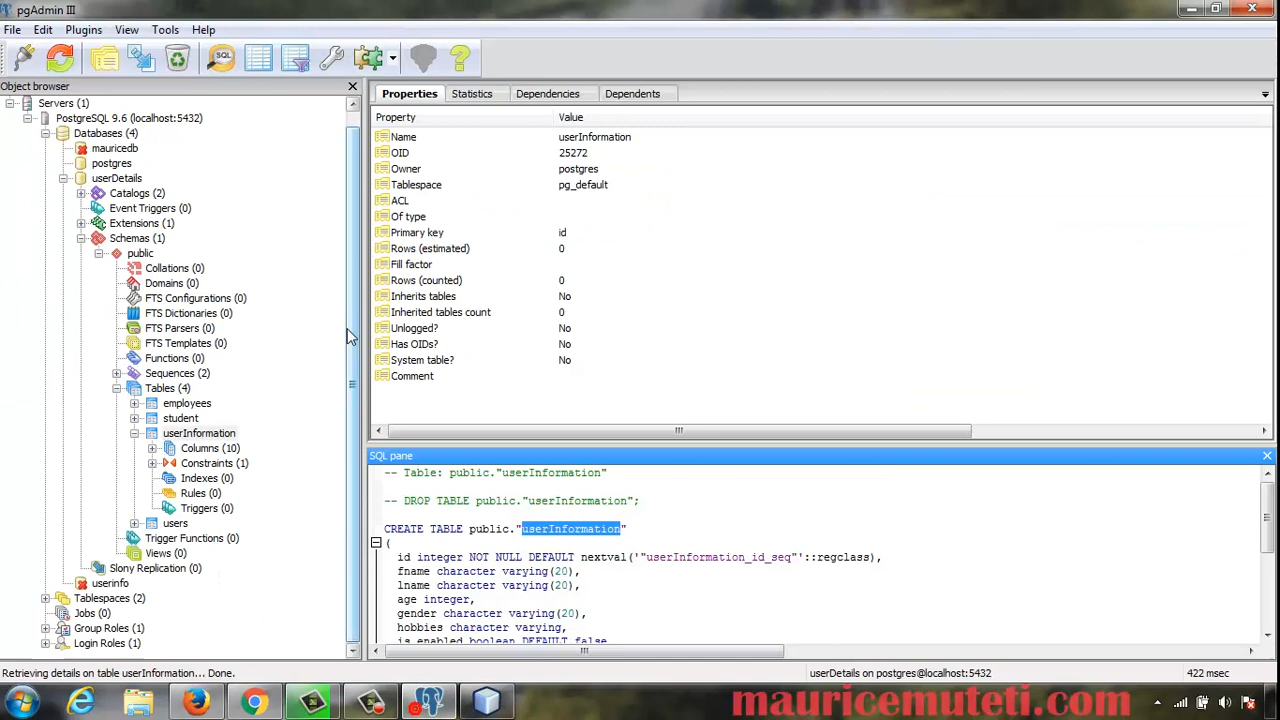 pgAdmin III
File Edit Plugins View Tools Help
SQL
Object browser
Servers (1)
PostgreSQL 9.6 (localhost:5432)
Databases (4)
mauricedb
postgres
userDetails
Catalogs (2)
Event Triggers (0)
Extensions (1)
Schemas (1)
public
Collations (0)
Domains (0)
FTS Configurations (0)
FTS Dictionaries (0)
FTS Parsers (0)
FTS Templates (0)
Functions (0)
Sequences (2)
Tables (4)
employees
student
userInformation
Columns (10)
Constraints (1)
Indexes (0)
Rules (0)
Triggers (0)
users
Trigger Functions (0)
Views (0)
Slony Replication (0)
userinfo
Tablespaces (2)
Jobs (0)
Group Roles (1)
Login Roles (1)
Properties Statistics Dependencies Dependents
Property Value
Name userInformation
OID 25272
Owner postgres
Tablespace pg_default
ACL
Of type
Primary key id
Rows (estimated) 0
Fill factor
Rows (counted) 0
Inherits tables No
Inherited tables count 0
Unlogged? No
Has OIDs? No
System table? No
Comment
SQL pane
-- Table: public."userInformation"
-- DROP TABLE public."userInformation";
CREATE TABLE public."userInformation"
(
id integer NOT NULL DEFAULT nextval('"userInformation_id_seq"'::regclass),
fname character varying(20),
lname character varying(20),
age integer,
gender character varying(20),
hobbies character varying,
is_enabled boolean DEFAULT false
Retrieving details on table userInformation... Done. userDetails on postgres@localhost:5432 422 msec
mauricemuteti.com